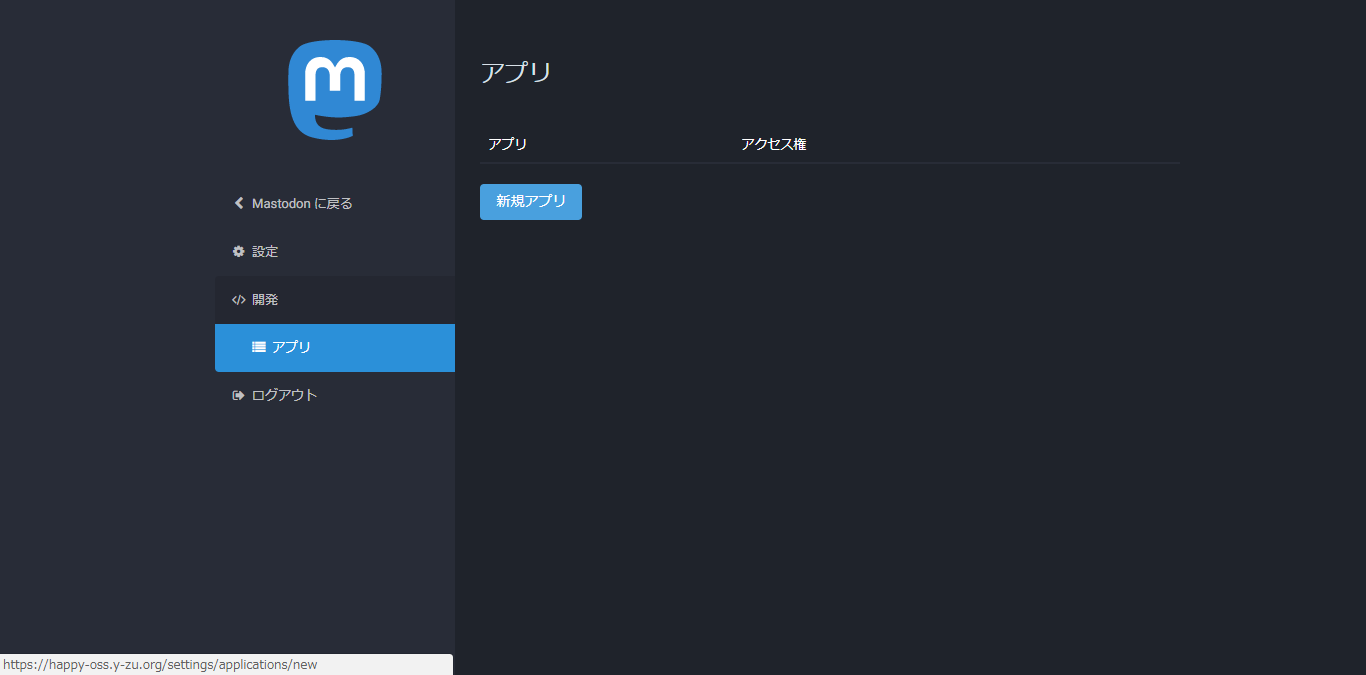 Mastodon に戻る
設定
開発
アプリ
ログアウト
アプリ
アプリ アクセス権
新規アプリ
https://happy-oss.y-zu.org/settings/applications/new